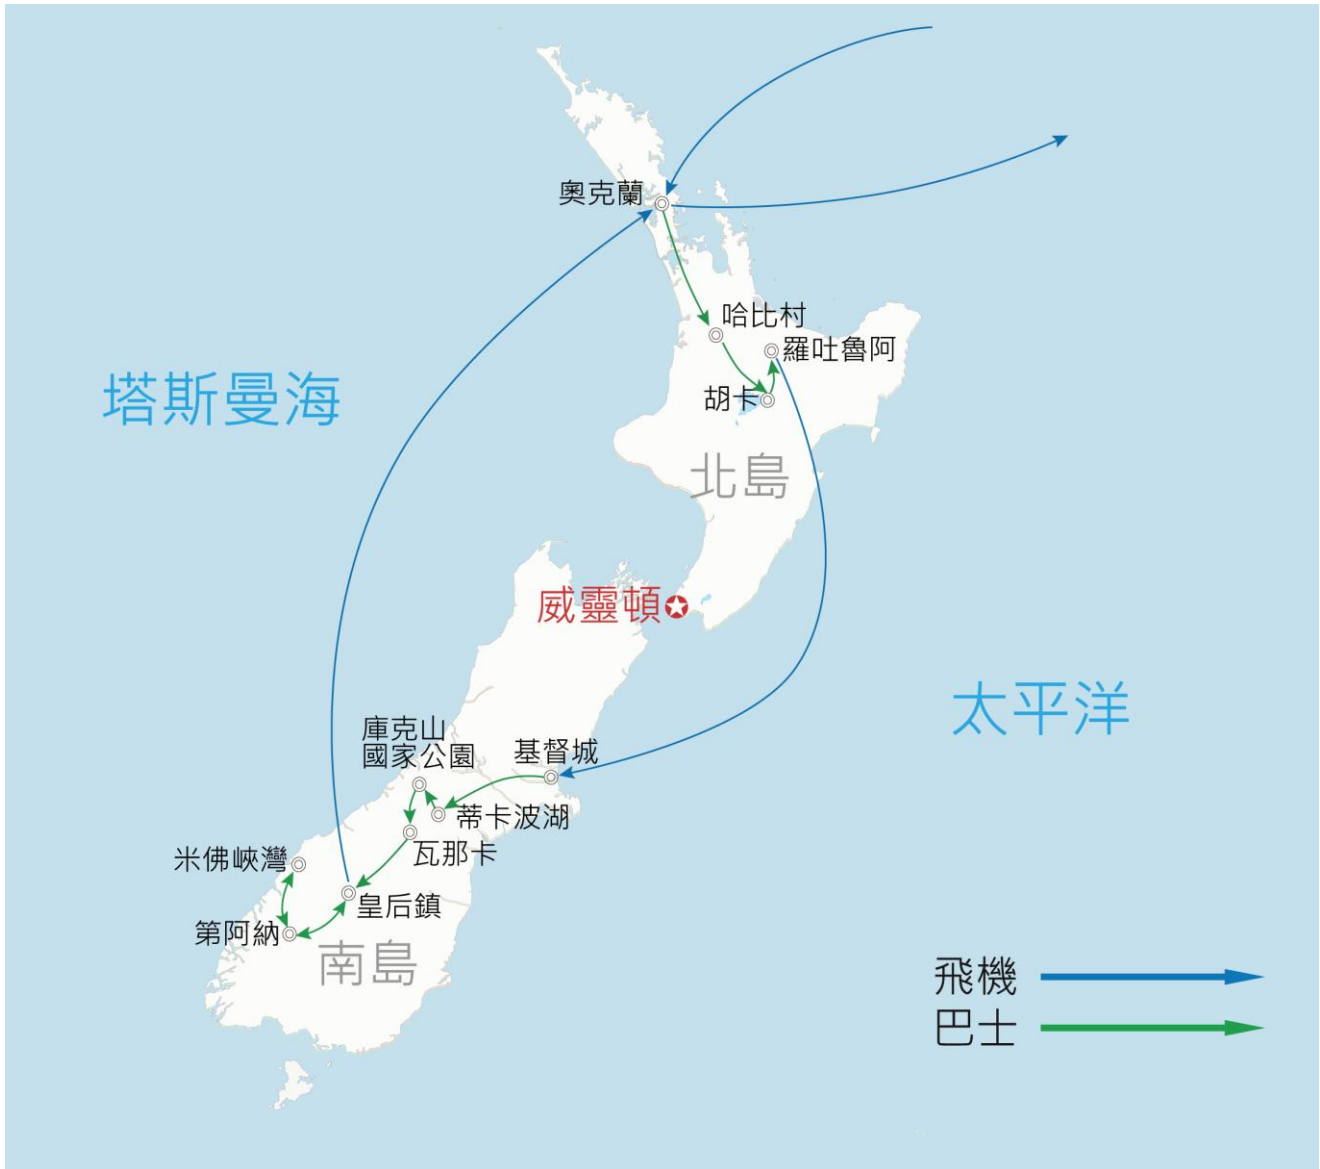 奧克蘭
哈比村
羅吐魯阿
胡卡
塔斯曼海
北島
威靈頓
太平洋
庫克山
國家公園
基督城
蒂卡波湖
瓦那卡
米佛峽灣
皇后鎮
第阿納
南島
飛機
巴士